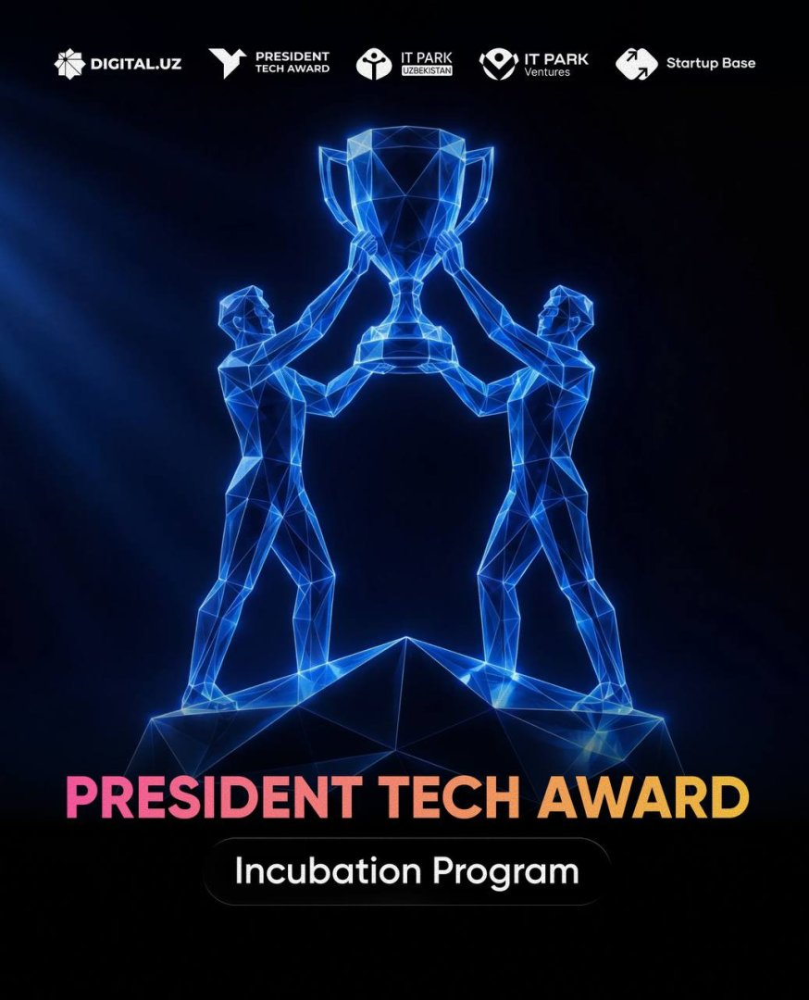 DIGITAL.UZ
PRESIDENT
TECH AWARD
IT PARK
UZBEKISTAN
IT PARK
Ventures
Startup Base
PRESIDENT TECH AWARD
Incubation Program